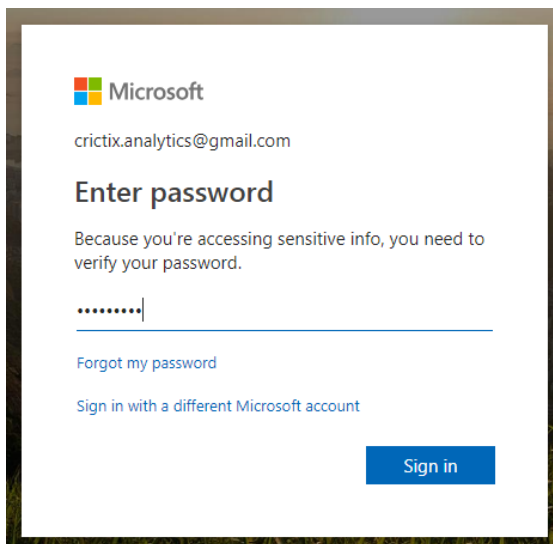 Microsoft
crictix.analytics@gmail.com
Enter password
Because you're accessing sensitive info, you need to
verify your password.
•••••••••
Forgot my password
Sign in with a different Microsoft account
Sign in